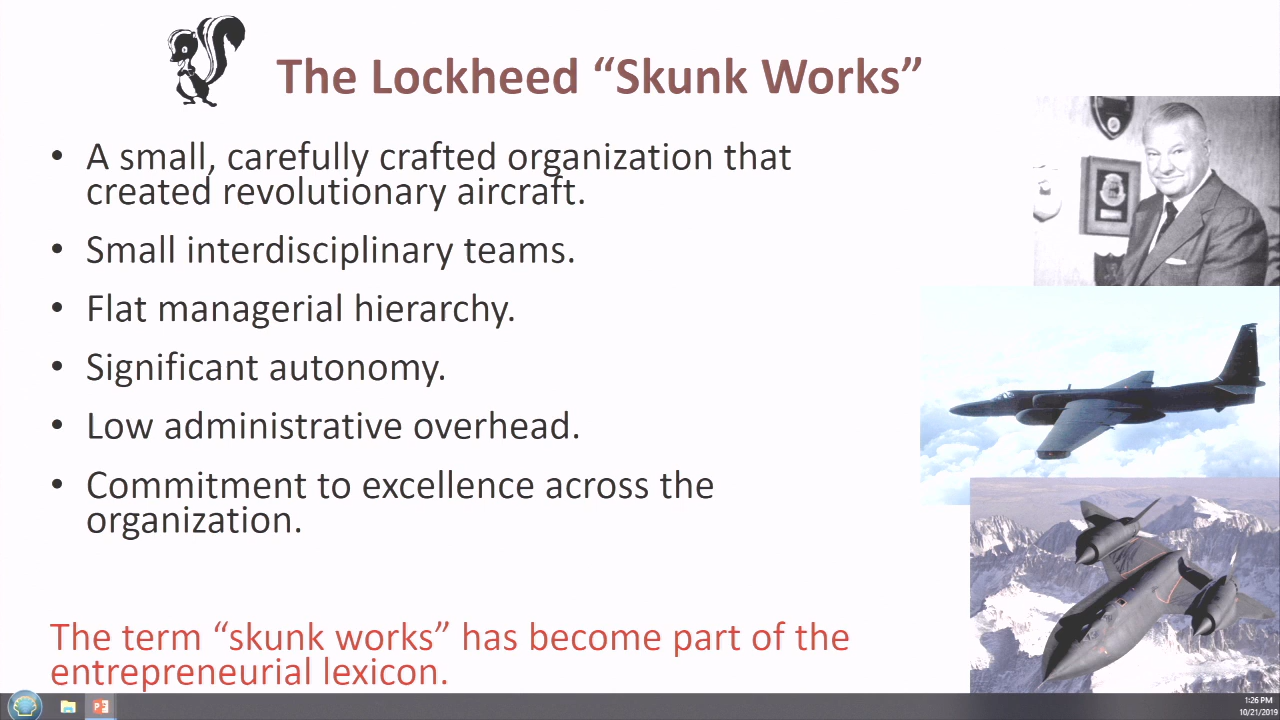 The Lockheed “Skunk Works”
• A small, carefully crafted organization that
created revolutionary aircraft.
• Small interdisciplinary teams.
• Flat managerial hierarchy.
• Significant autonomy.
• Low administrative overhead.
• Commitment to excellence across the
organization.
The term “skunk works” has become part of the
entrepreneurial lexicon.
1:26 PM
10/21/2019